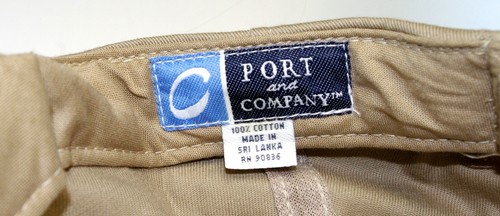 PORT
and
COMPANY™
100% COTTON
MADE IN
SRI LANKA
RN 90836